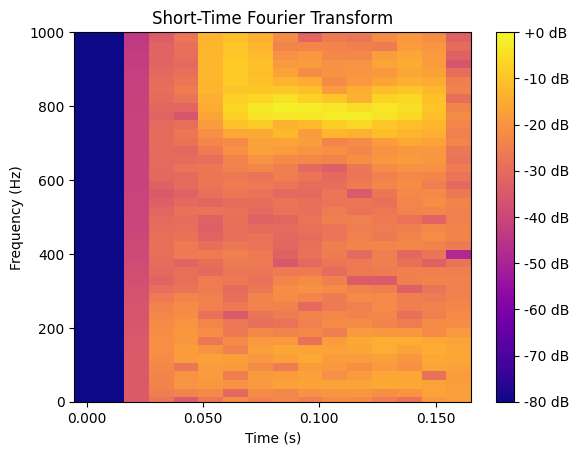 Short-Time Fourier Transform
1000
800
600
400
200
0
Frequency (Hz)
0.000
0.050
0.100
0.150
Time (s)
+0 dB
-10 dB
-20 dB
-30 dB
-40 dB
-50 dB
-60 dB
-70 dB
-80 dB